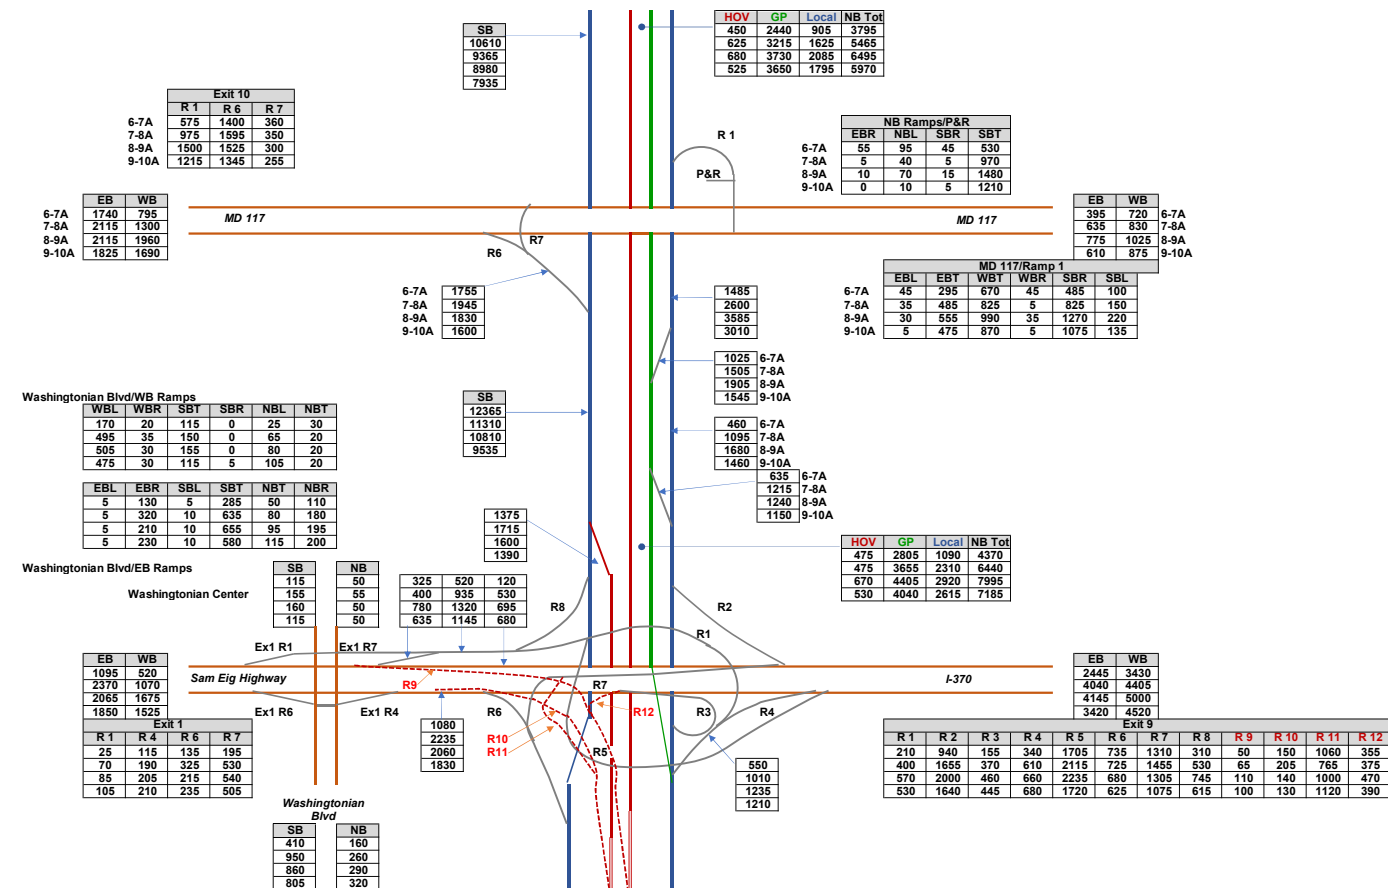 SB
10610
9365
8980
7935
HOV GP Local NB Tot
450 2440 905 3795
625 3215 1625 5465
680 3730 2085 6495
525 3650 1795 5970
Exit 10
R 1 R 6 R 7
6-7A 575 1400 360
7-8A 975 1595 350
8-9A 1500 1525 300
9-10A 1215 1345 255
R 1
P&R
NB Ramps/P&R
EBR NBL SBR SBT
6-7A 55 95 45 530
7-8A 5 40 5 970
8-9A 10 70 15 1480
9-10A 0 10 5 1210
EB WB
6-7A 1740 795
7-8A 2115 1300
8-9A 2115 1960
9-10A 1825 1690
MD 117
MD 117
R7
R6
EB WB
395 720 6-7A
635 830 7-8A
775 1025 8-9A
610 875 9-10A
MD 117/Ramp 1
EBL EBT WBT WBR SBR SBL
6-7A 45 295 670 45 485 100
7-8A 35 485 825 5 825 150
8-9A 30 555 990 35 1270 220
9-10A 5 475 870 5 1075 135
6-7A 1755
7-8A 1945
8-9A 1830
9-10A 1600
1485
2600
3585
3010
1025 6-7A
1505 7-8A
1905 8-9A
1545 9-10A
SB
12365
11310
10810
9535
460 6-7A
1095 7-8A
1680 8-9A
1460 9-10A
635 6-7A
1215 7-8A
1240 8-9A
1150 9-10A
Washingtonian Blvd/WB Ramps
WBL WBR SBT SBR NBL NBT
170 20 115 0 25 30
495 35 150 0 65 20
505 30 155 0 80 20
475 30 115 5 105 20
EBL EBR SBL SBT NBT NBR
5 130 5 285 50 110
5 320 10 635 80 180
5 210 10 655 95 195
5 230 10 580 115 200
Washingtonian Blvd/EB Ramps
Washingtonian Center
1375
1715
1600
1390
HOV GP Local NB Tot
475 2805 1090 4370
475 3655 2310 6440
670 4405 2920 7995
530 4040 2615 7185
SB NB
115 50
155 55
160 50
115 50
325 520 120
400 935 530
780 1320 695
635 1145 680
R8
R2
R1
Ex1 R1
Ex1 R7
EB WB
1095 520
2370 1070
2065 1675
1850 1525
Sam Eig Highway
R9
R7
I-370
EB WB
2445 3430
4040 4405
4145 5000
3420 4520
Ex1 R6
Ex1 R4
R6
R12
R3
R4
R10
R11
R5
1080
2235
2060
1830
550
1010
1235
1210
Exit 1
R 1 R 4 R 6 R 7
25 115 135 195
70 190 325 530
85 205 215 540
105 210 235 505
Exit 9
R 1 R 2 R 3 R 4 R 5 R 6 R 7 R 8 R 9 R 10 R 11 R 12
210 940 155 340 1705 735 1310 310 50 150 1060 355
400 1655 370 610 2115 725 1455 530 65 205 765 375
570 2000 460 660 2235 680 1305 745 110 140 1000 470
530 1640 445 680 1720 625 1075 615 100 130 1120 390
Washingtonian
Blvd
SB NB
410 160
950 260
860 290
805 320